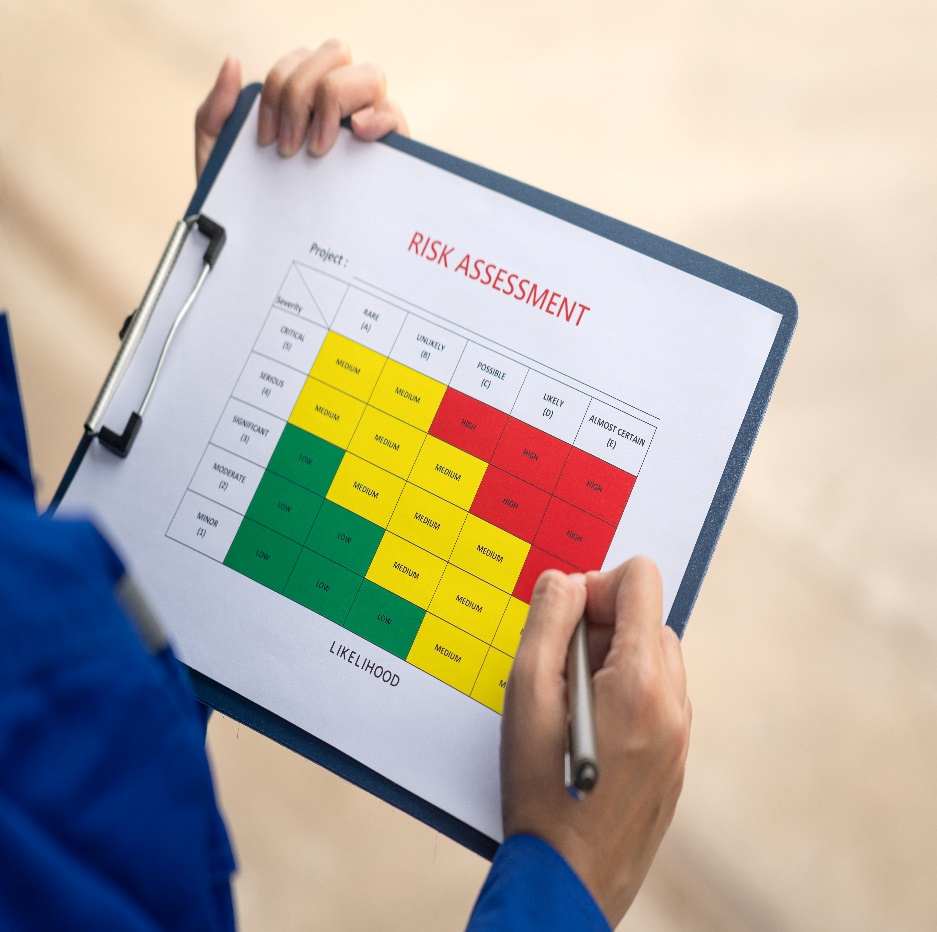 RISK ASSESSMENT
Project :
Severity
RARE (A) UNLIKELY (B) POSSIBLE (C) LIKELY (D) ALMOST CERTAIN (E)
CRITICAL (5) MEDIUM MEDIUM HIGH HIGH HIGH
SERIOUS (4) MEDIUM MEDIUM MEDIUM HIGH HIGH
SIGNIFICANT (3) LOW MEDIUM MEDIUM MEDIUM
MODERATE (2) LOW LOW MEDIUM MEDIUM
MINOR (1) LOW LOW LOW MEDIUM
LIKELIHOOD